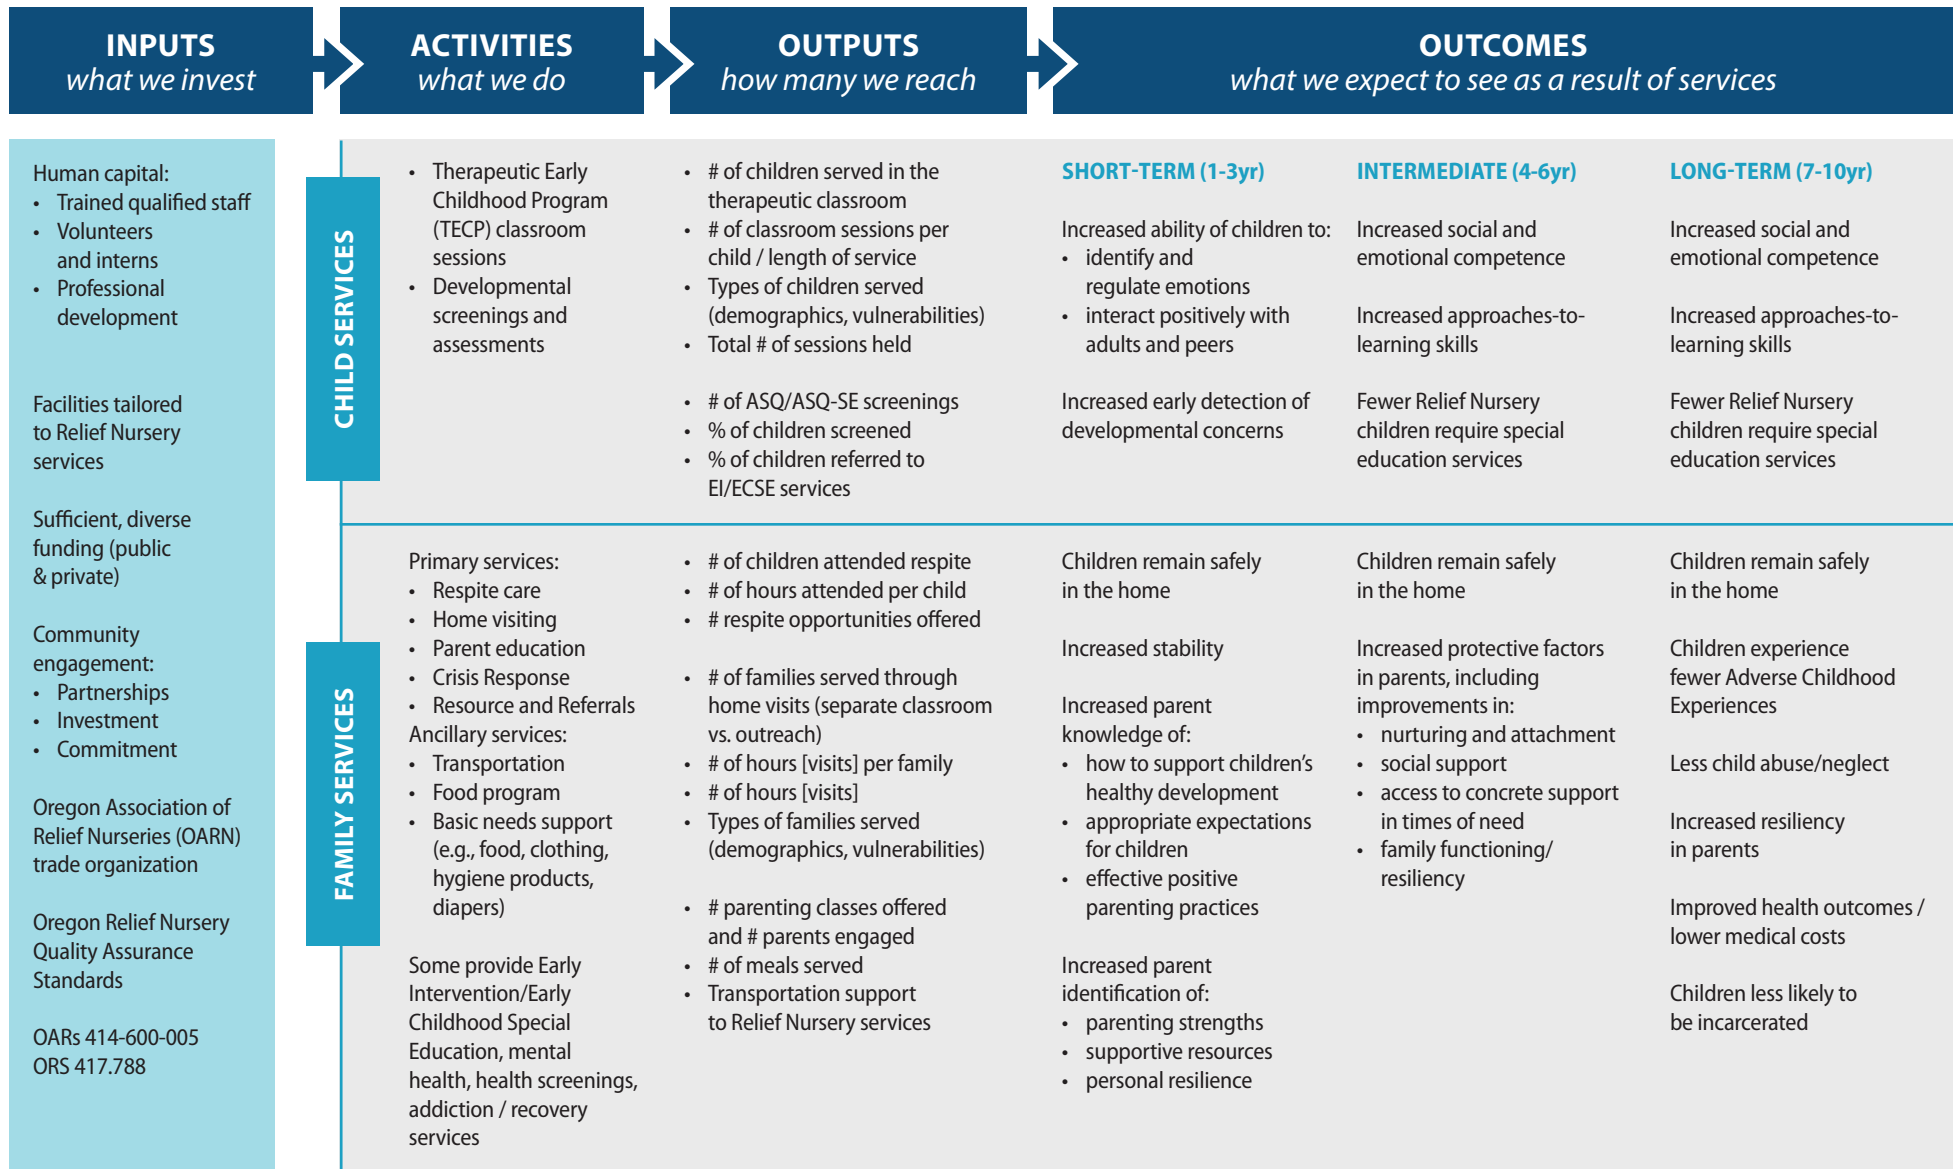 INPUTS
what we invest
ACTIVITIES
what we do
OUTPUTS
how many we reach
OUTCOMES
what we expect to see as a result of services
Human capital:
• Trained qualified staff
• Volunteers
and interns
• Professional
development
Facilities tailored
to Relief Nursery
services
Sufficient, diverse
funding (public
& private)
Community
engagement:
• Partnerships
• Investment
• Commitment
Oregon Association of
Relief Nurseries (OARN)
trade organization
Oregon Relief Nursery
Quality Assurance
Standards
OARs 414-600-005
ORS 417.788
CHILD SERVICES
• Therapeutic Early
Childhood Program
(TECP) classroom
sessions
• Developmental
screenings and
assessments
• # of children served in the
therapeutic classroom
• # of classroom sessions per
child / length of service
• Types of children served
(demographics, vulnerabilities)
• Total # of sessions held
• # of ASQ/ASQ-SE screenings
• % of children screened
• % of children referred to
EI/ECSE services
SHORT-TERM (1-3yr)
Increased ability of children to:
• identify and
regulate emotions
• interact positively with
adults and peers
Increased early detection of
developmental concerns
INTERMEDIATE (4-6yr)
Increased social and
emotional competence
Increased approaches-to-
learning skills
Fewer Relief Nursery
children require special
education services
LONG-TERM (7-10yr)
Increased social and
emotional competence
Increased approaches-to-
learning skills
Fewer Relief Nursery
children require special
education services
FAMILY SERVICES
Primary services:
• Respite care
• Home visiting
• Parent education
• Crisis Response
• Resource and Referrals
Ancillary services:
• Transportation
• Food program
• Basic needs support
(e.g., food, clothing,
hygiene products,
diapers)
Some provide Early
Intervention/Early
Childhood Special
Education, mental
health, health screenings,
addiction / recovery
services
• # of children attended respite
• # of hours attended per child
• # respite opportunities offered
• # of families served through
home visits (separate classroom
vs. outreach)
• # of hours [visits] per family
• # of hours [visits]
• Types of families served
(demographics, vulnerabilities)
• # parenting classes offered
and # parents engaged
• # of meals served
• Transportation support
to Relief Nursery services
Children remain safely
in the home
Increased stability
Increased parent
knowledge of:
• how to support children's
healthy development
• appropriate expectations
for children
• effective positive
parenting practices
Increased parent
identification of:
• parenting strengths
• supportive resources
• personal resilience
Children remain safely
in the home
Increased protective factors
in parents, including
improvements in:
• nurturing and attachment
• social support
• access to concrete support
in times of need
• family functioning/
resiliency
Children remain safely
in the home
Children experience
fewer Adverse Childhood
Experiences
Less child abuse/neglect
Increased resiliency
in parents
Improved health outcomes /
lower medical costs
Children less likely to
be incarcerated